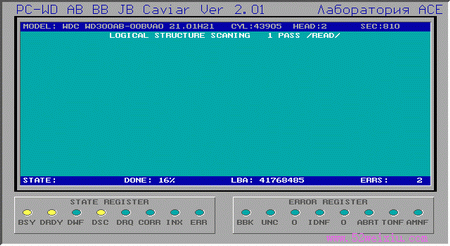 PC-WD AB BB JB Caviar Ver 2.01 Лаборатория ACE
MODEL: WDC WD300AB-00BVA0 21.01H21 CYL:43905 HEAD:2 SEC:810
LOGICAL STRUCTURE SCANING 1 PASS /READ/
STATE: DONE: 16% LBA: 41768485 ERRS: 2
STATE REGISTER ERROR REGISTER
BSY DRDY DWF DSC DRQ CORR INX ERR BBK UNC 0 IDNF 0 ABRT TONF AMNF